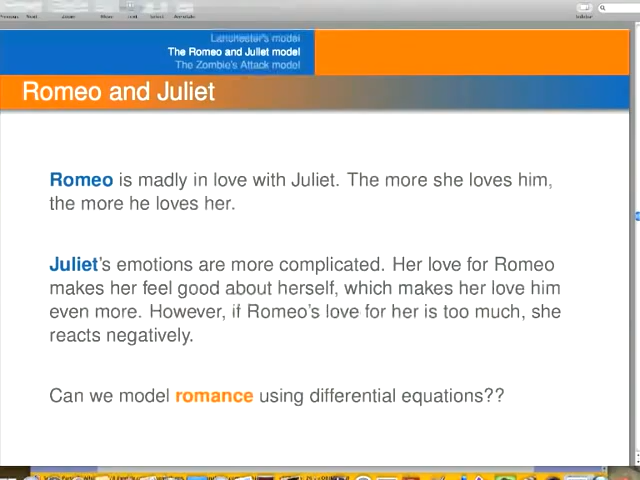 Lanchester's model
The Romeo and Juliet model
The Zombie's Attack model
Romeo and Juliet
Romeo is madly in love with Juliet. The more she loves him,
the more he loves her.
Juliet's emotions are more complicated. Her love for Romeo
makes her feel good about herself, which makes her love him
even more. However, if Romeo's love for her is too much, she
reacts negatively.
Can we model romance using differential equations??